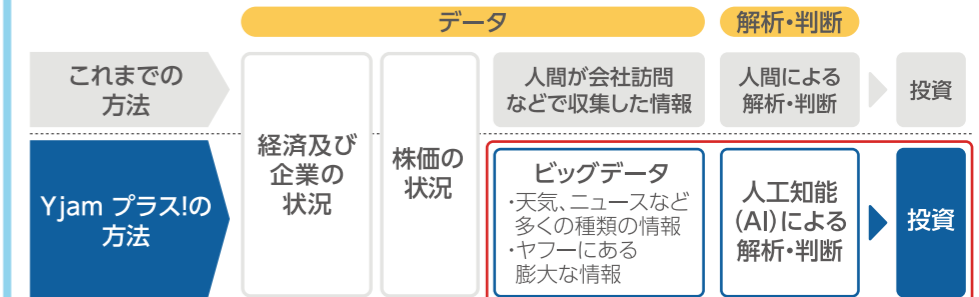 データ
解析・判断
これまでの
方法
経済及び
企業の
状況
株価の
状況
人間が会社訪問
などで収集した情報
人間による
解析・判断
投資
Yjam プラス!の
方法
ビッグデータ
・天気、ニュースなど
多くの種類の情報
・ヤフーにある
膨大な情報
人工知能
(AI)による
解析・判断
投資